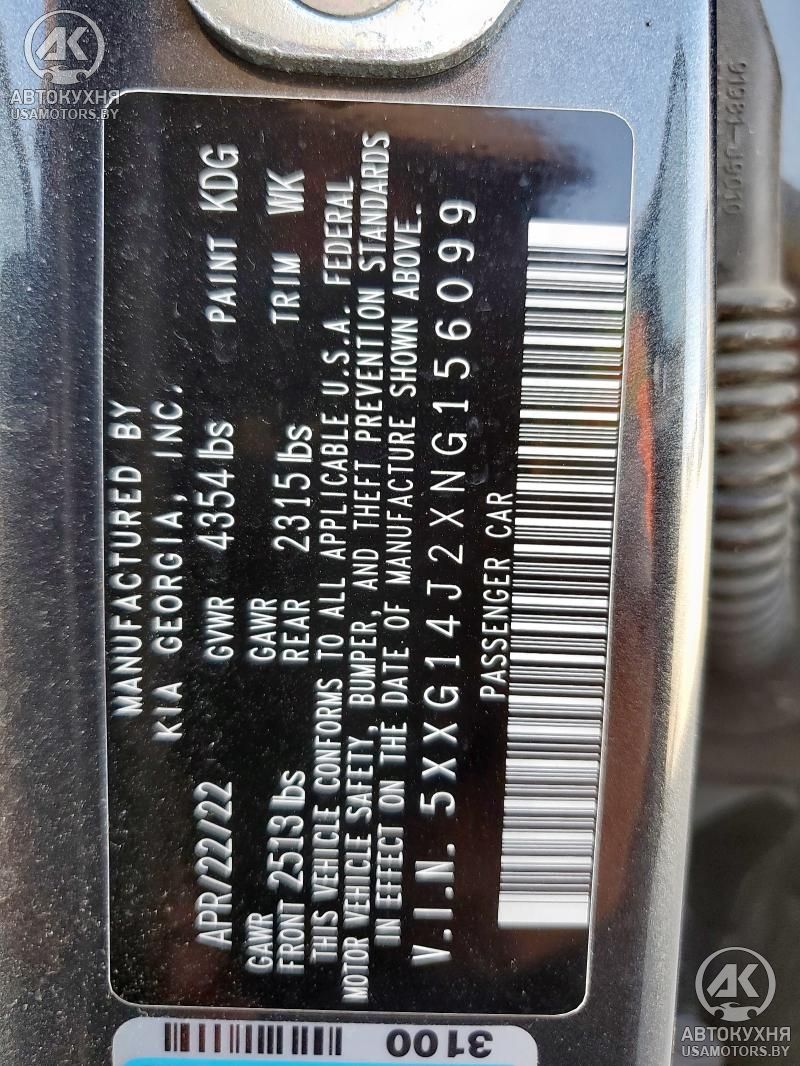 AK
АВТОКУХНЯ
USAMOTORS.BY
MANUFACTURED BY
KIA GEORGIA, INC.
APR/22/22 GVWR 4354 lbs PAINT KDG
GAWR GAWR
FRONT 2513 lbs REAR 2315 lbs TRIM WK
THIS VEHICLE CONFORMS TO ALL APPLICABLE U.S.A. FEDERAL
MOTOR VEHICLE SAFETY, BUMPER, AND THEFT PREVENTION STANDARDS
IN EFFECT ON THE DATE OF MANUFACTURE SHOWN ABOVE.
V.I.N. 5XXG14J2XNG156099
PASSENGER CAR
3100
AK
АВТОКУХНЯ
USAMOTORS.BY